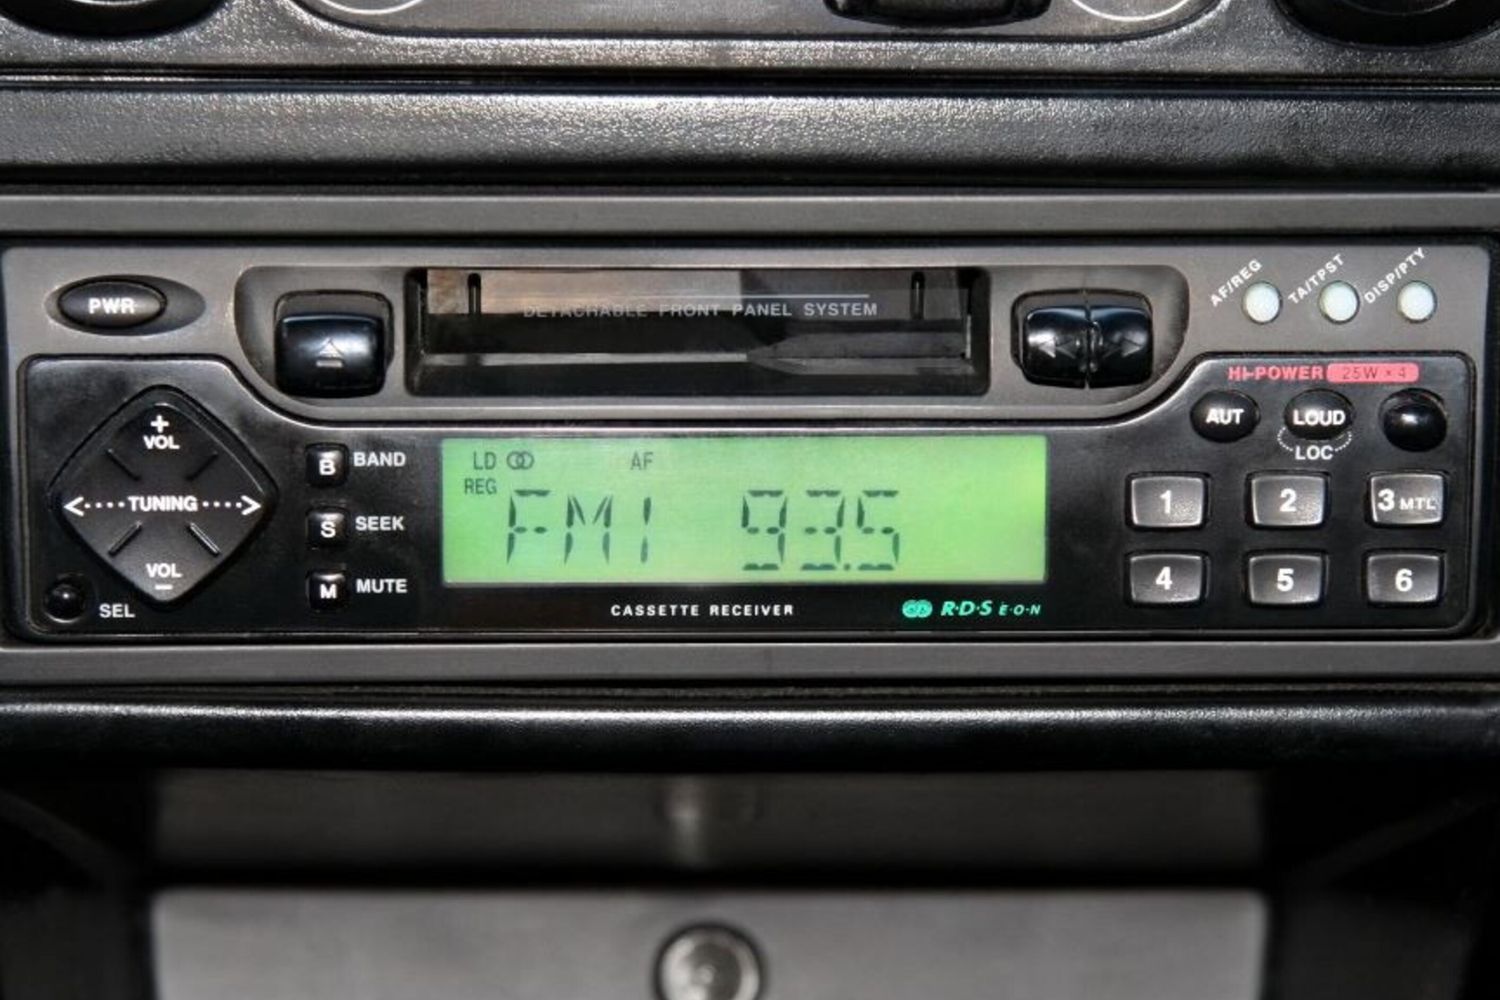 PWR
DETACHABLE FRONT PANEL SYSTEM
AF/REG
TA/TPST
DISP/PTY
HI-POWER 25W × 4
+
VOL
<····TUNING····>
VOL
−
SEL
B BAND
S SEEK
M MUTE
LD AF
REG
FM1 93.5
CASSETTE RECEIVER
R·D·S E·O·N
AUT
LOUD
LOC
1 2 3 MTL
4 5 6